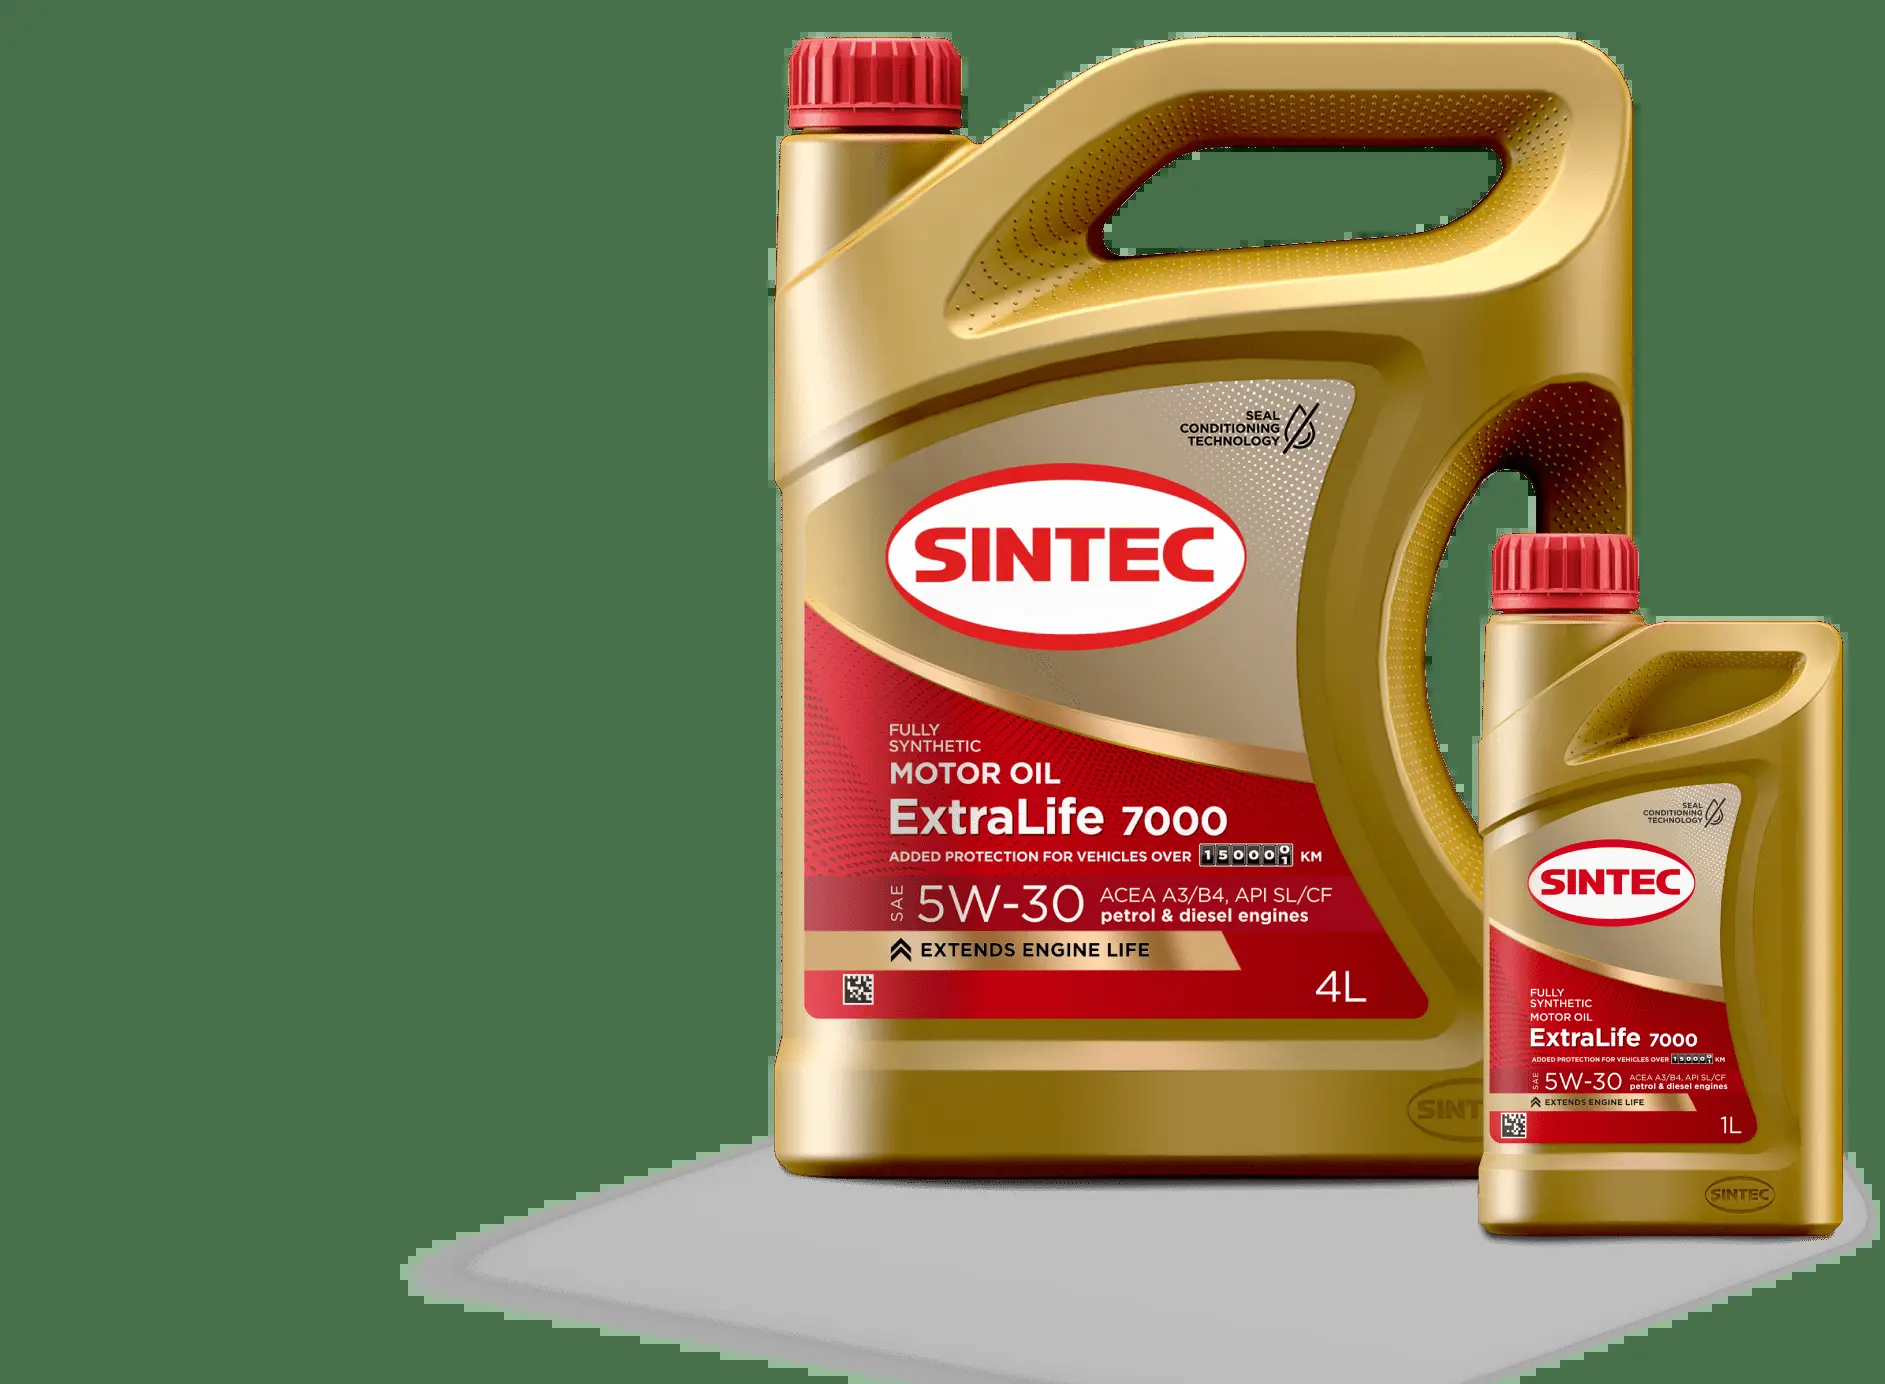 SEAL
CONDITIONING
TECHNOLOGY
SINTEC
FULLY
SYNTHETIC
MOTOR OIL
ExtraLife 7000
ADDED PROTECTION FOR VEHICLES OVER 150000 KM
SAE 5W-30 ACEA A3/B4, API SL/CF
petrol & diesel engines
EXTENDS ENGINE LIFE
4L
SINT
SEAL
CONDITIONING
TECHNOLOGY
SINTEC
FULLY
SYNTHETIC
MOTOR OIL
ExtraLife 7000
ADDED PROTECTION FOR VEHICLES OVER 150000 KM
SAE 5W-30 ACEA A3/B4, API SL/CF
petrol & diesel engines
EXTENDS ENGINE LIFE
1L
SINTEC